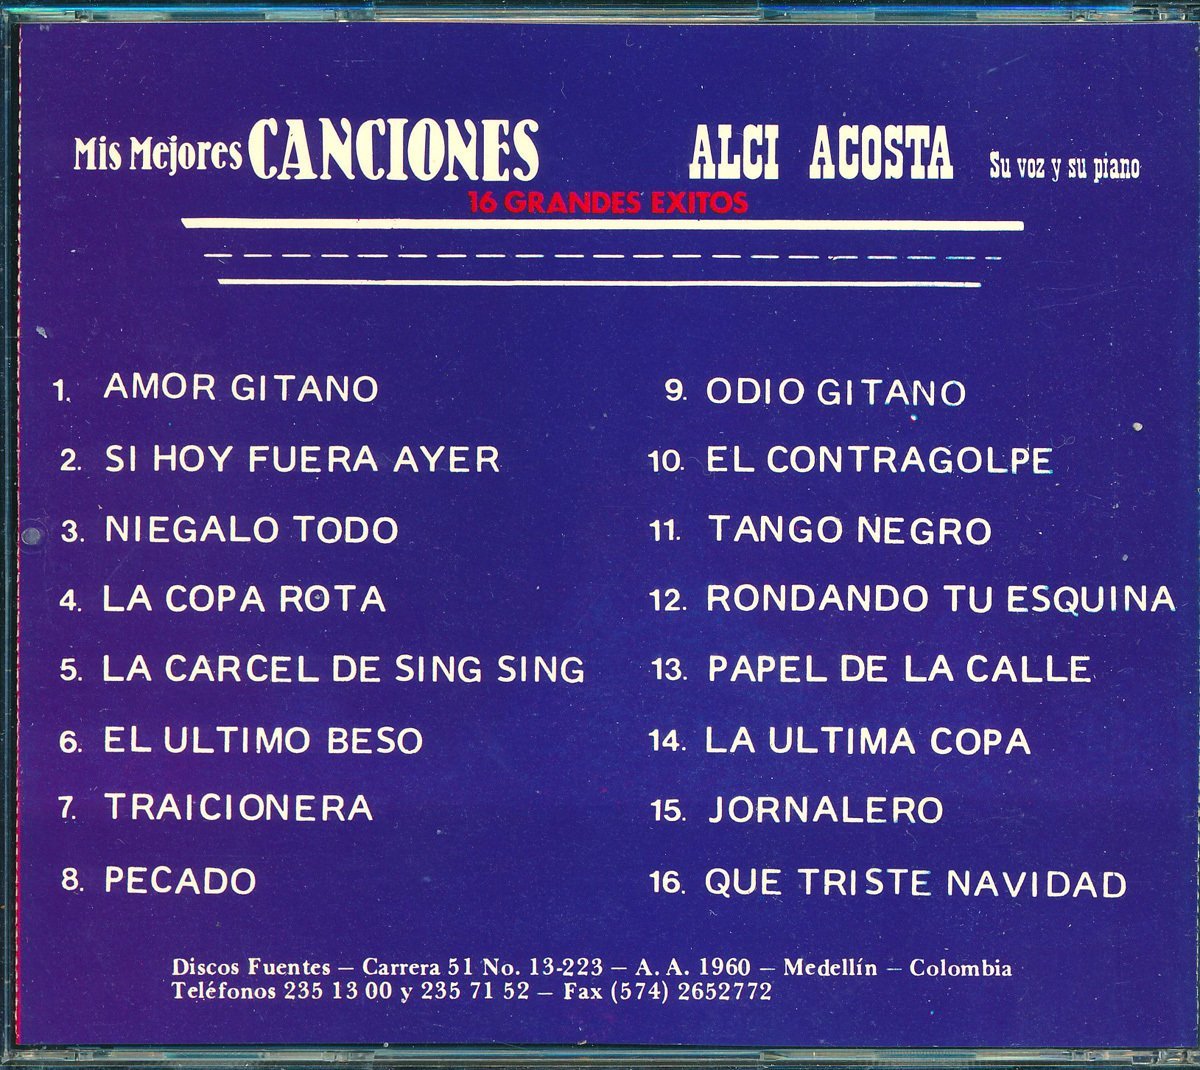 Mis Mejores CANCIONES
ALCI ACOSTA Su voz y su piano
16 GRANDES EXITOS
1. AMOR GITANO
2. SI HOY FUERA AYER
3. NIEGALO TODO
4. LA COPA ROTA
5. LA CARCEL DE SING SING
6. EL ULTIMO BESO
7. TRAICIONERA
8. PECADO
9. ODIO GITANO
10. EL CONTRAGOLPE
11. TANGO NEGRO
12. RONDANDO TU ESQUINA
13. PAPEL DE LA CALLE
14. LA ULTIMA COPA
15. JORNALERO
16. QUE TRISTE NAVIDAD
Discos Fuentes – Carrera 51 No. 13-223 – A. A. 1960 – Medellín – Colombia
Teléfonos 235 13 00 y 235 71 52 – Fax (574) 2652772